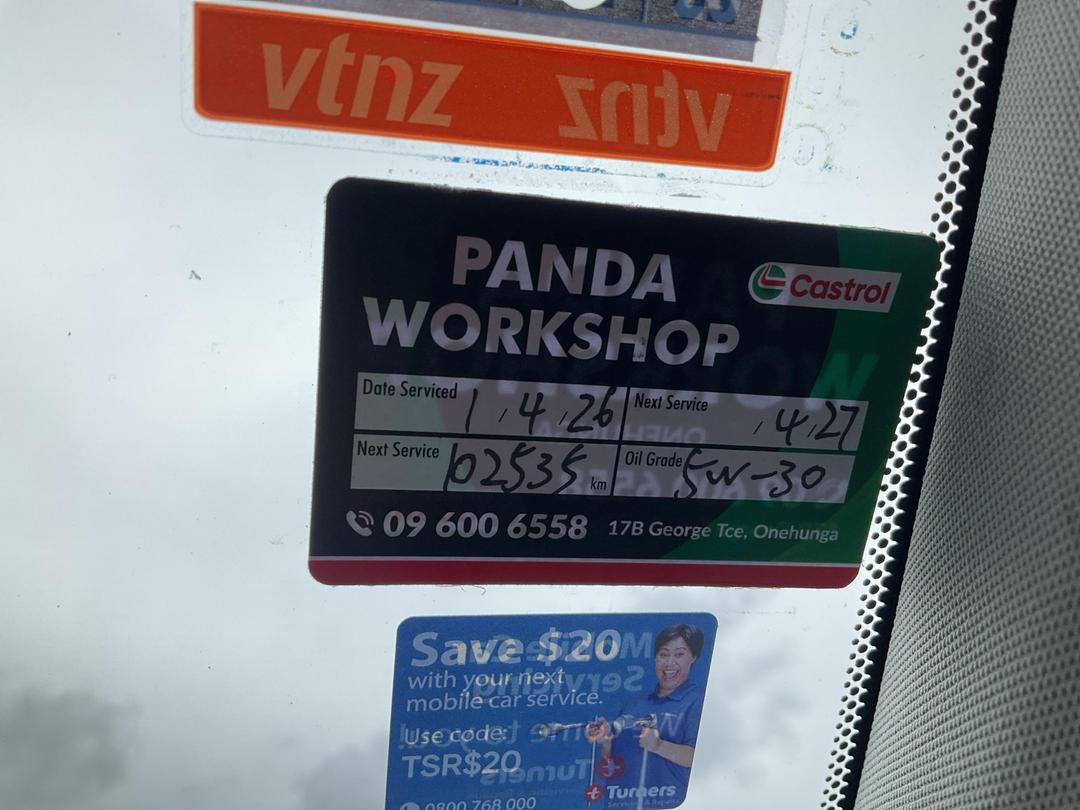 vtnz vtnz
PANDA
WORKSHOP
Castrol
Date Serviced 1.4.26
Next Service .4.27
Next Service 102535 km
Oil Grade 5W-30
09 600 6558 17B George Tce, Onehunga
Save $20
with your next
mobile car service.
Use code:
TSR$20
Turners
0800 768 000